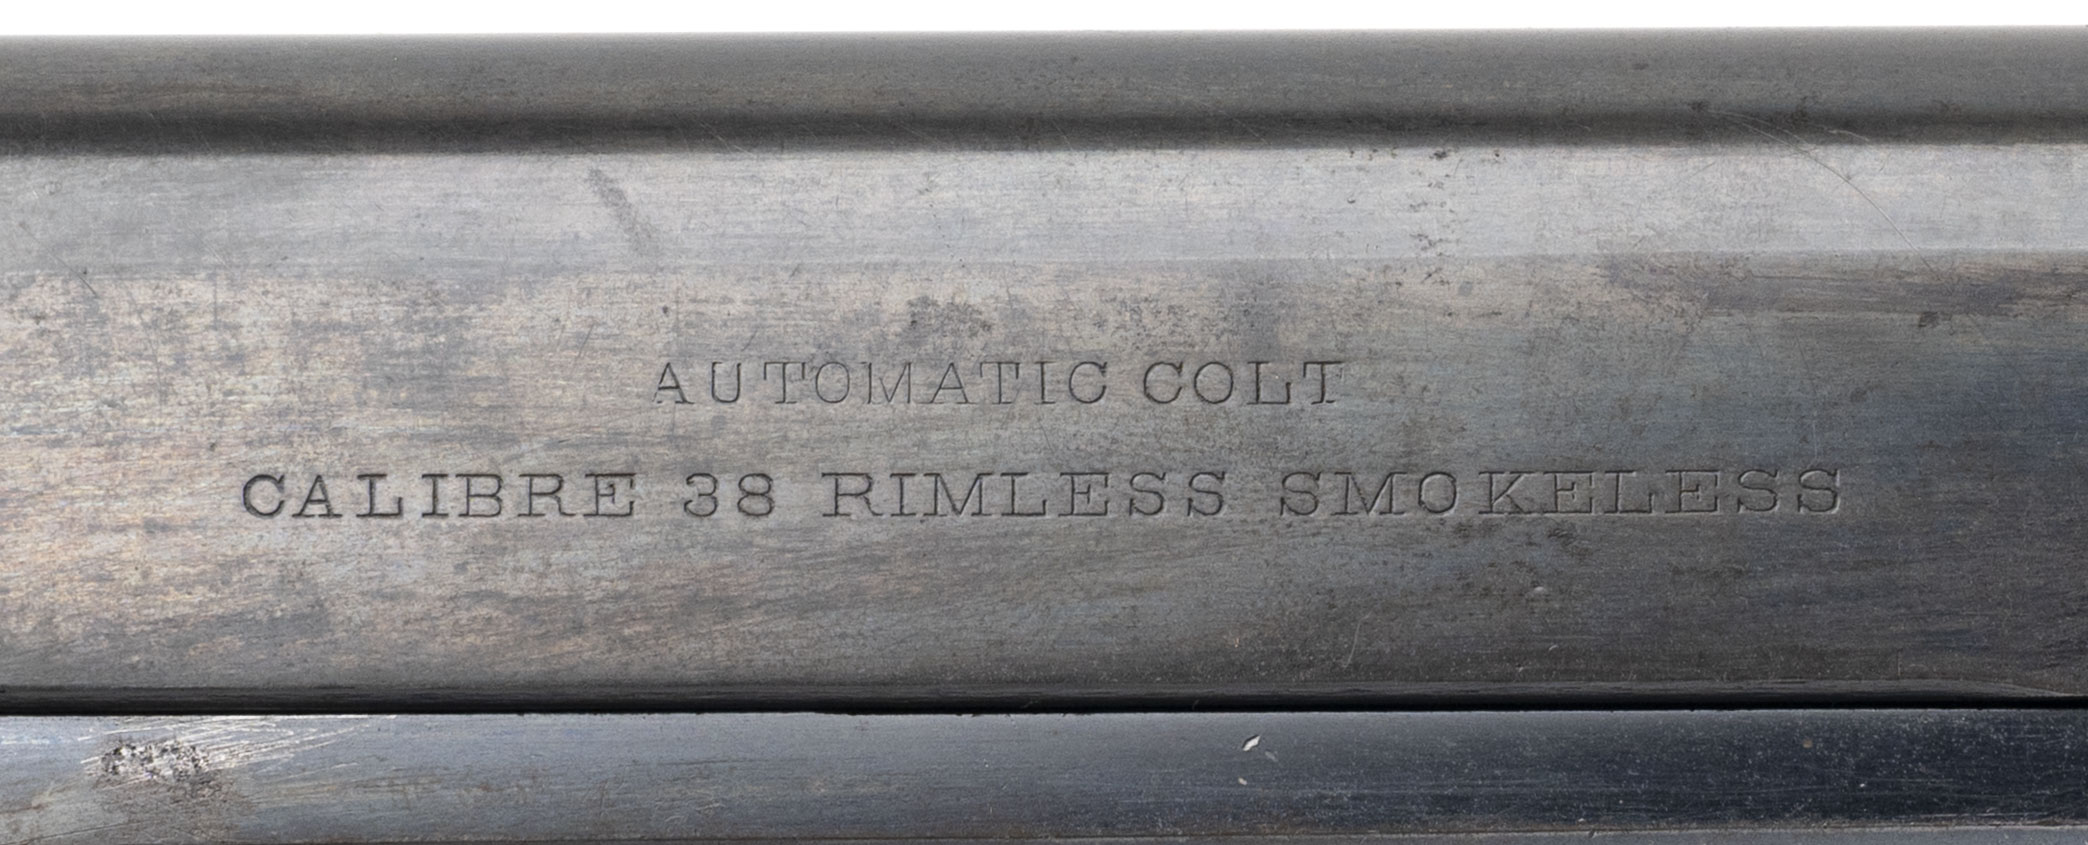 AUTOMATIC COLT
CALIBRE 38 RIMLESS SMOKELESS